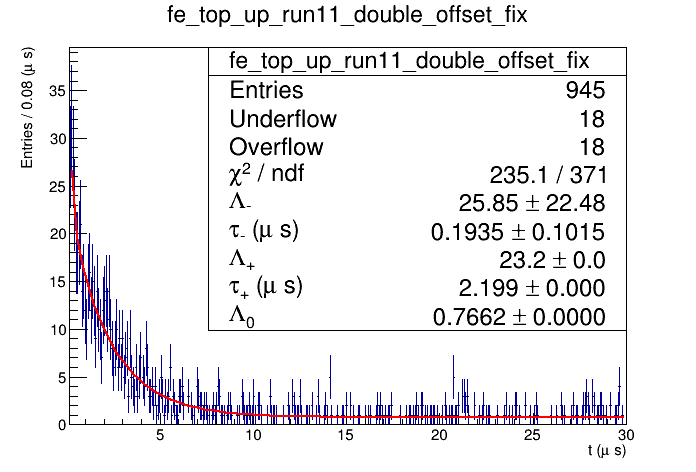 fe_top_up_run11_double_offset_fix
fe_top_up_run11_double_offset_fix
Entries 945
Underflow 18
Overflow 18
χ² / ndf 235.1 / 371
Λ₋ 25.85 ± 22.48
τ₋ (μ s) 0.1935 ± 0.1015
Λ₊ 23.2 ± 0.0
τ₊ (μ s) 2.199 ± 0.000
Λ₀ 0.7662 ± 0.0000
Entries / 0.08 (μ s)
35
30
25
20
15
10
5
0
5 10 15 20 25 30
t (μ s)